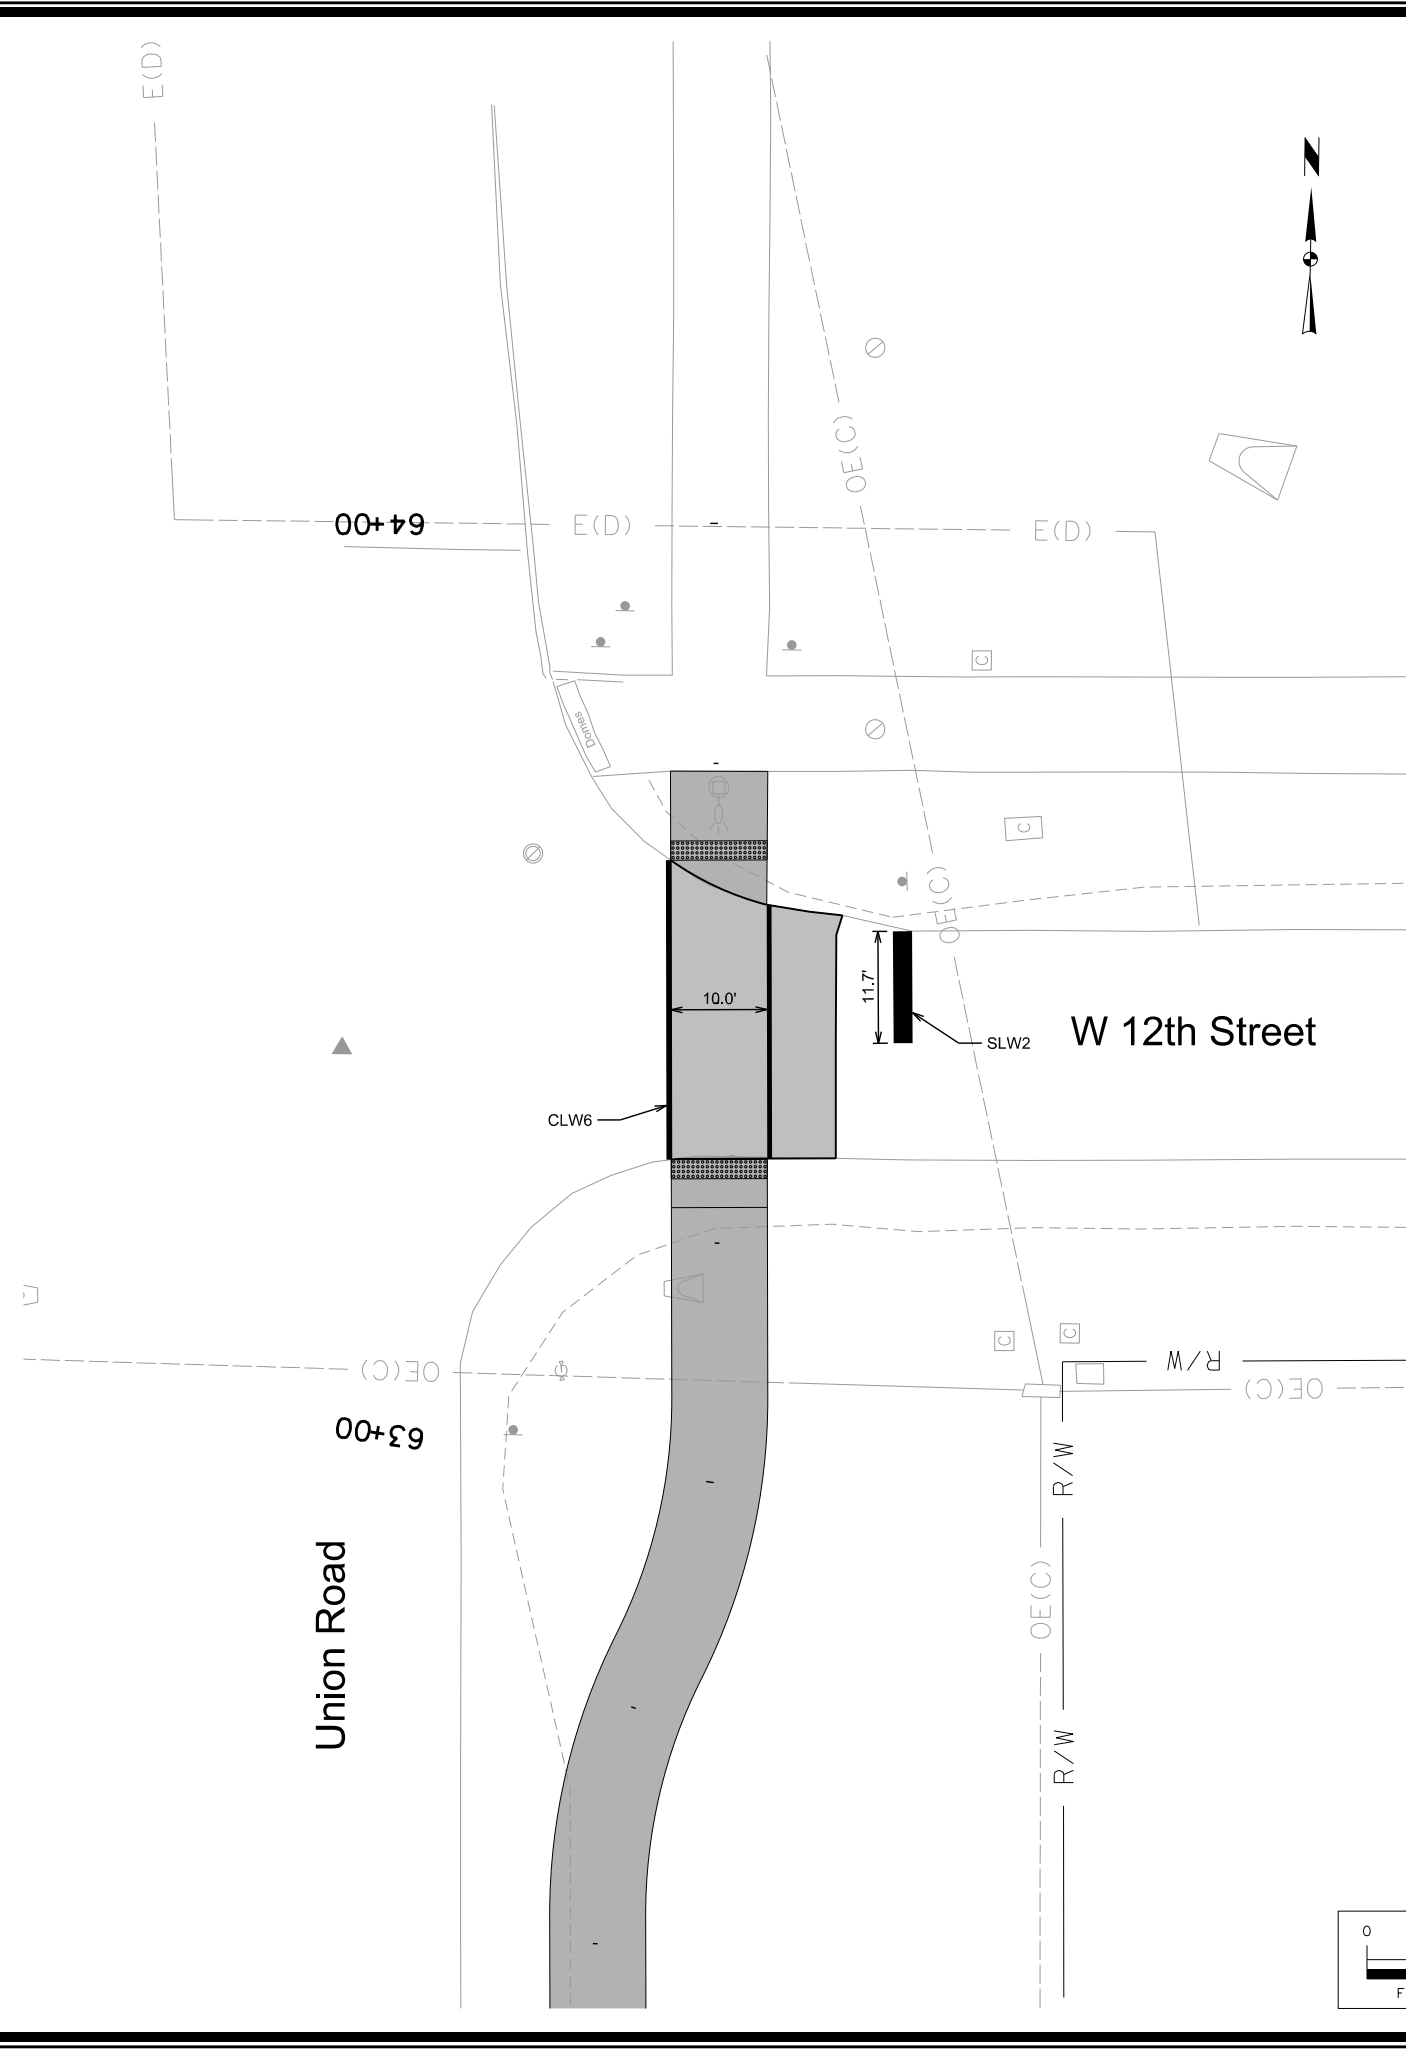 E(D)
N
OE(C)
64+00
E(D)
E(D)
C
Domes
C
OE(C)
11.7'
10.0'
W 12th Street
SLW2
CLW6
C
C
OE(C)
R/W
OE(C)
63+00
R/W
Union Road
OE(C)
R/W
0
F